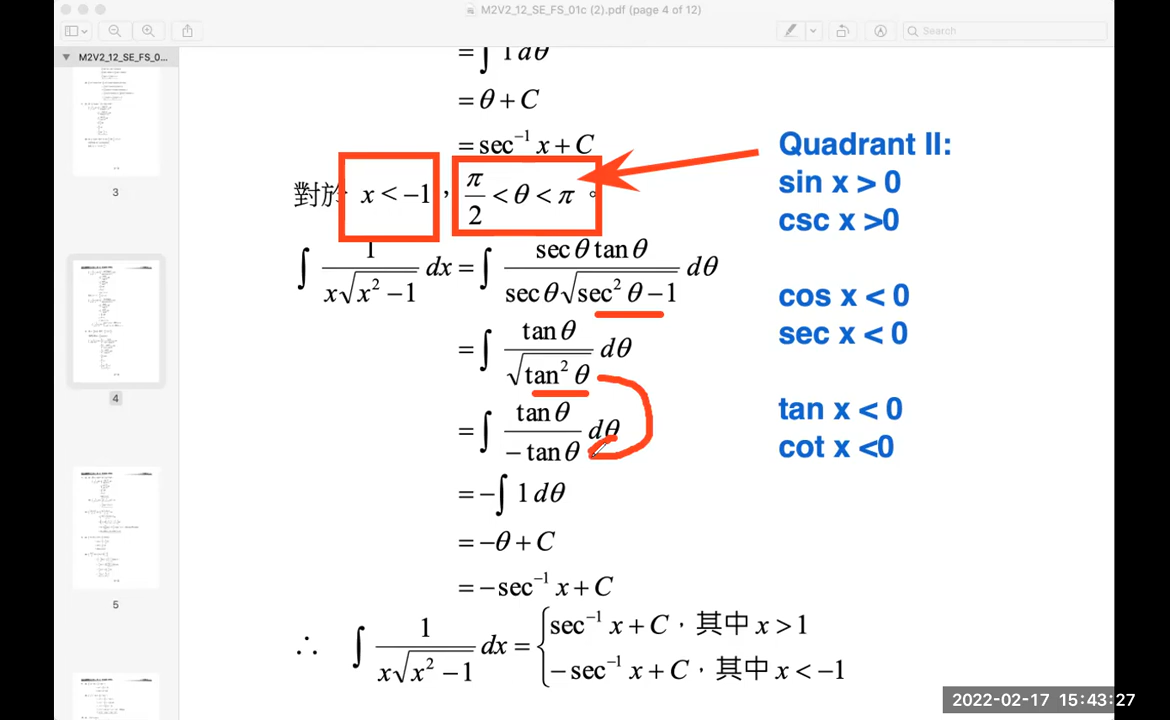 M2V2_12_SE_FS_01c (2).pdf (page 4 of 12)
Search
M2V2_12_SE_FS_0...
3
4
5
= ∫ 1 dθ
= θ + C
= sec⁻¹ x + C
對於 x < −1，π/2 < θ < π。
∫ 1/(x√(x² − 1)) dx = ∫ (sec θ tan θ)/(sec θ√(sec² θ − 1)) dθ
= ∫ tan θ/√(tan² θ) dθ
= ∫ tan θ/(− tan θ) dθ
= −∫ 1 dθ
= −θ + C
= −sec⁻¹ x + C
∴ ∫ 1/(x√(x² − 1)) dx = { sec⁻¹ x + C，其中 x > 1
− sec⁻¹ x + C，其中 x < −1
Quadrant II:
sin x > 0
csc x >0
cos x < 0
sec x < 0
tan x < 0
cot x <0
2022-02-17 15:43:27